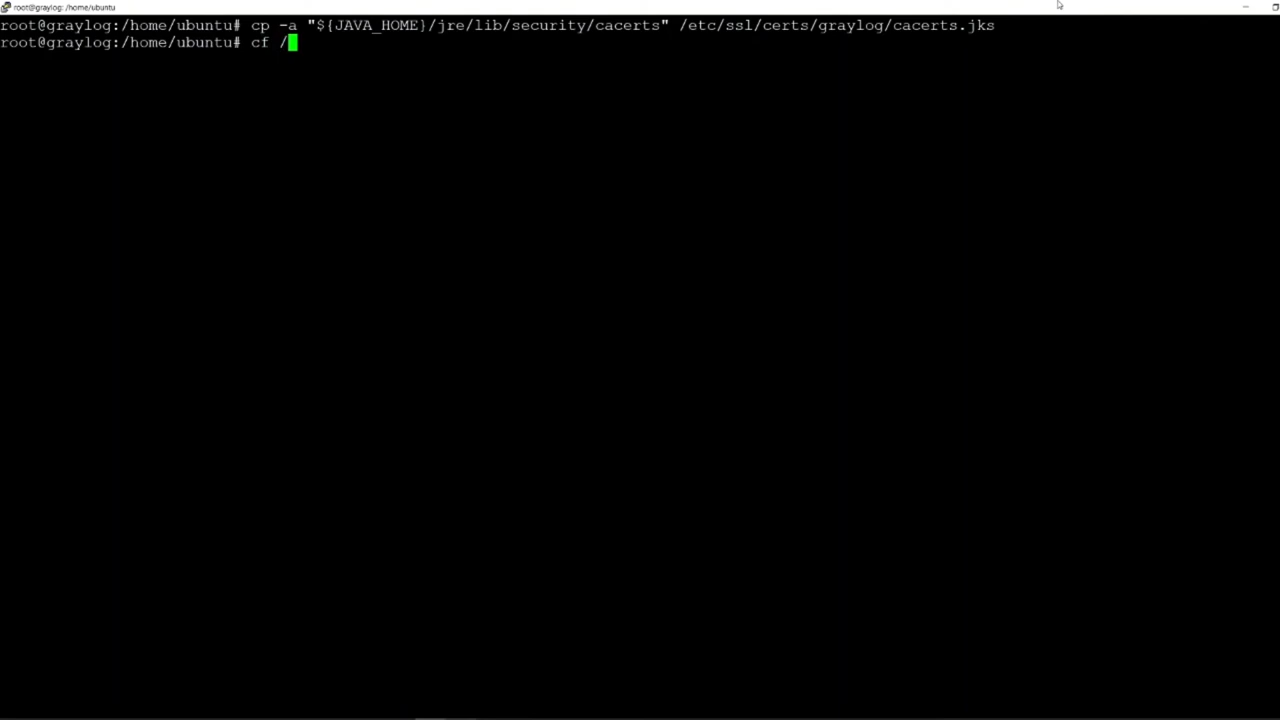 root@graylog: /home/ubuntu
root@graylog:/home/ubuntu# cp -a "${JAVA_HOME}/jre/lib/security/cacerts" /etc/ssl/certs/graylog/cacerts.jks
root@graylog:/home/ubuntu# cf /